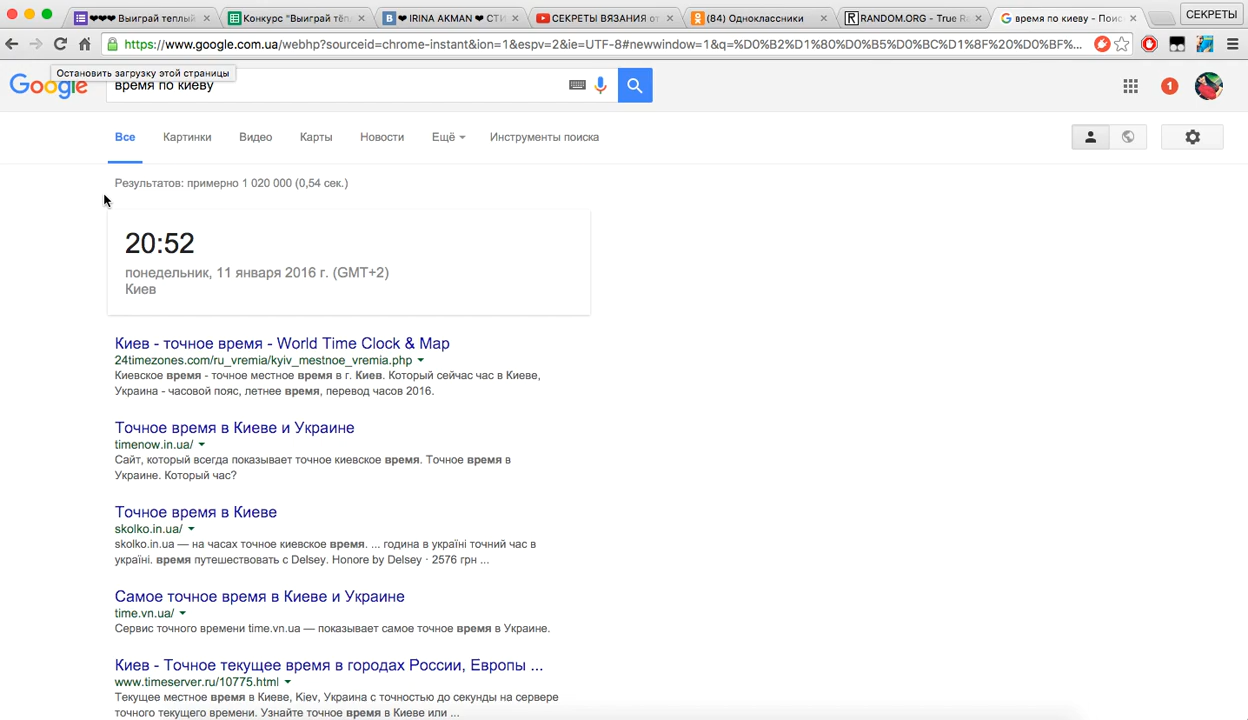 ♥♥♥ Выиграй теплый
Конкурс "Выиграй тёп
❤ IRINA AKMAN ❤ СТИ
СЕКРЕТЫ ВЯЗАНИЯ от
(84) Одноклассники
RANDOM.ORG - True R
время по киеву - Поис
СЕКРЕТЫ
https://www.google.com.ua/webhp?sourceid=chrome-instant&ion=1&espv=2&ie=UTF-8#newwindow=1&q=%D0%B2%D1%80%D0%B5%D0%BC%D1%8F%20%D0%BF%...
Остановить загрузку этой страницы
Google
время по киеву
1
Все
Картинки
Видео
Карты
Новости
Ещё
Инструменты поиска
Результатов: примерно 1 020 000 (0,54 сек.)
20:52
понедельник, 11 января 2016 г. (GMT+2)
Киев
Киев - точное время - World Time Clock & Map
24timezones.com/ru_vremia/kyiv_mestnoe_vremia.php
Киевское время - точное местное время в г. Киев. Который сейчас час в Киеве,
Украина - часовой пояс, летнее время, перевод часов 2016.
Точное время в Киеве и Украине
timenow.in.ua/
Сайт, который всегда показывает точное киевское время. Точное время в
Украине. Который час?
Точное время в Киеве
skolko.in.ua/
skolko.in.ua — на часах точное киевское время. ... година в україні точний час в
україні. время путешествовать с Delsey. Honore by Delsey · 2576 грн ...
Самое точное время в Киеве и Украине
time.vn.ua/
Сервис точного времени time.vn.ua — показывает самое точное время в Украине.
Киев - Точное текущее время в городах России, Европы ...
www.timeserver.ru/10775.html
Текущее местное время в Киеве, Kiev, Украина с точностью до секунды на сервере
точного текущего времени. Узнайте точное время в Киеве или ...